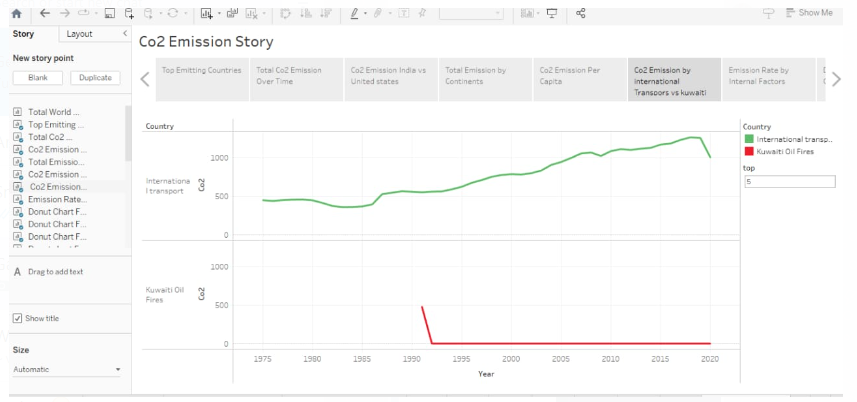 Show Me
Story
Layout
New story point
Blank
Duplicate
Total World ...
Top Emitting ...
Total Co2 ...
Co2 Emission ...
Total Emissio...
Co2 Emission ...
Co2 Emission...
Emission Rate...
Donut Chart F...
Donut Chart F...
Donut Chart F...
A Drag to add text
Show title
Size
Automatic
Co2 Emission Story
Top Emitting Countries
Total Co2 Emission
Over Time
Co2 Emission India vs
United states
Total Emission by
Continents
Co2 Emission Per
Capita
Co2 Emission by
International
Transpors vs kuwaiti
Emission Rate by
Internal Factors
Country
Internationa
l transport
Co2
1000
500
0
Kuwaiti Oil
Fires
Co2
1000
500
0
1975 1980 1985 1990 1995 2000 2005 2010 2015 2020
Year
Country
International transp..
Kuwaiti Oil Fires
top
5